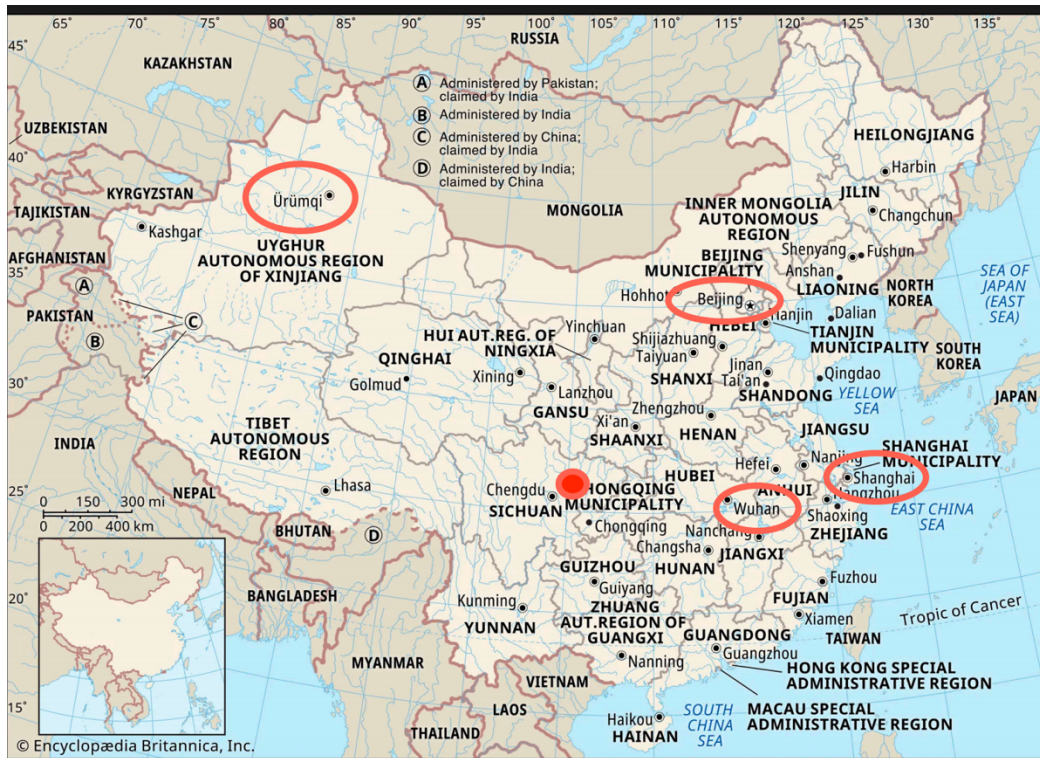 65° 70° 75° 80° 85° 90° 95° 100° 105° 110° 115° 120° 125° 130° 135°
RUSSIA
45°
KAZAKHSTAN
Ⓐ Administered by Pakistan;
claimed by India
Ⓑ Administered by India
Ⓒ Administered by China;
claimed by India
Ⓓ Administered by India;
claimed by China
UZBEKISTAN
40°
KYRGYZSTAN
TAJIKISTAN
AFGHANISTAN
35°
PAKISTAN
Ⓐ
Ⓑ
Ⓒ
Ürümqi
Kashgar
UYGHUR
AUTONOMOUS REGION
OF XINJIANG
MONGOLIA
HEILONGJIANG
Harbin
JILIN
Changchun
INNER MONGOLIA
AUTONOMOUS
REGION
Shenyang
Fushun
Anshan
LIAONING
BEIJING
MUNICIPALITY
Hohhot
Beijing
Tianjin
HEBEI
TIANJIN
MUNICIPALITY
Dalian
NORTH
KOREA
SEA OF
JAPAN
(EAST
SEA)
SOUTH
KOREA
JAPAN
HUI AUT.REG. OF
NINGXIA
Yinchuan
Shijiazhuang
Taiyuan
SHANXI
Jinan
Tai'an
SHANDONG
Qingdao
YELLOW
SEA
QINGHAI
Golmud
Xining
Lanzhou
GANSU
Xi'an
SHAANXI
Zhengzhou
HENAN
JIANGSU
30°
INDIA
TIBET
AUTONOMOUS
REGION
Lhasa
25°
NEPAL
BHUTAN
Ⓓ
BANGLADESH
0 150 300 mi
0 200 400 km
Chengdu
SICHUAN
HONGQING
MUNICIPALITY
Chongqing
HUBEI
Hefei
ANHUI
Wuhan
Nanjing
SHANGHAI
MUNICIPALITY
Shanghai
Hangzhou
Shaoxing
ZHEJIANG
EAST CHINA
SEA
Nanchang
JIANGXI
Changsha
HUNAN
GUIZHOU
Guiyang
Kunming
YUNNAN
ZHUANG
AUT.REGION OF
GUANGXI
Nanning
GUANGDONG
Guangzhou
Fuzhou
FUJIAN
Xiamen
TAIWAN
Tropic of Cancer
HONG KONG SPECIAL
ADMINISTRATIVE REGION
MACAU SPECIAL
ADMINISTRATIVE REGION
20°
MYANMAR
VIETNAM
LAOS
THAILAND
Haikou
HAINAN
SOUTH
CHINA
SEA
15°
© Encyclopædia Britannica, Inc.